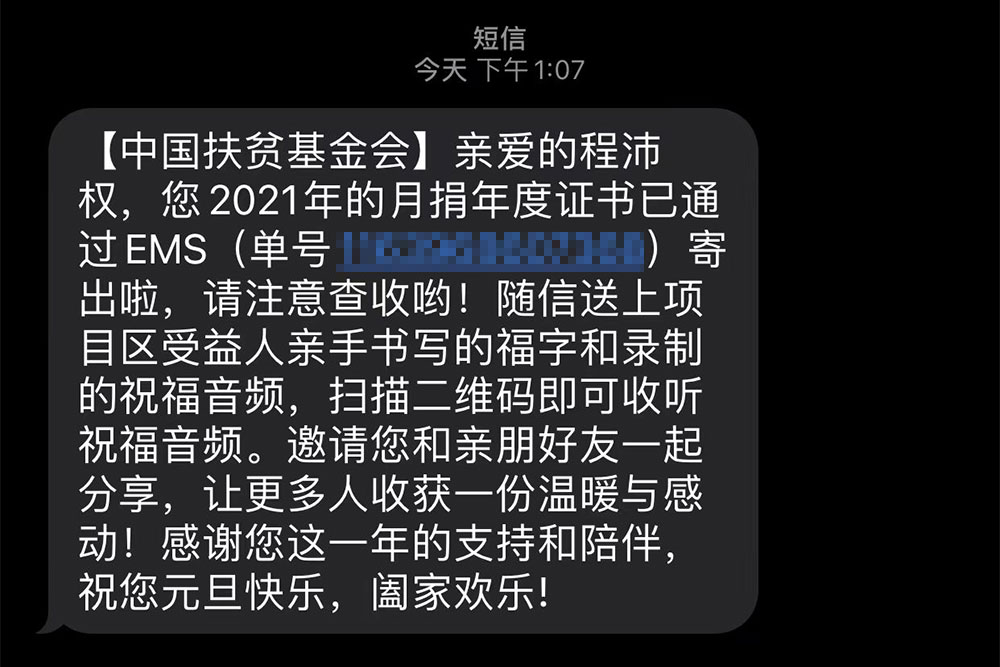 短信
今天 下午 1:07
【中国扶贫基金会】亲爱的程沛
权，您 2021年的月捐年度证书已通
过 EMS（单号）寄
出啦，请注意查收哟！随信送上项
目区受益人亲手书写的福字和录制
的祝福音频，扫描二维码即可收听
祝福音频。邀请您和亲朋好友一起
分享，让更多人收获一份温暖与感
动！感谢您这一年的支持和陪伴，
祝您元旦快乐，阖家欢乐!